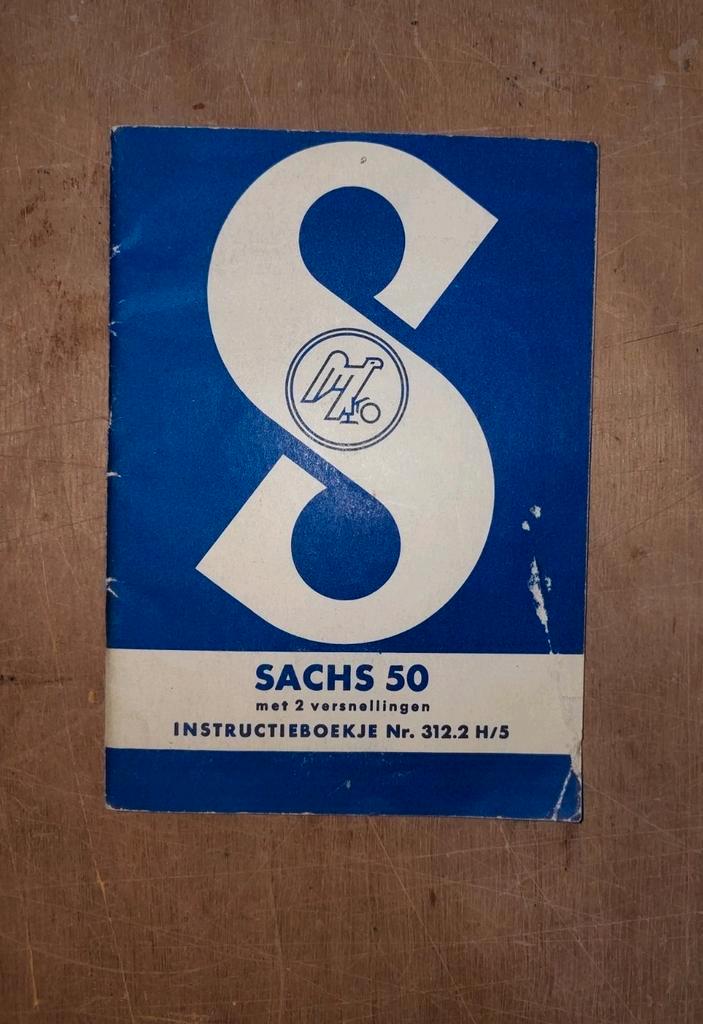 S
SACHS 50
met 2 versnellingen
INSTRUCTIEBOEKJE Nr. 312.2 H/5